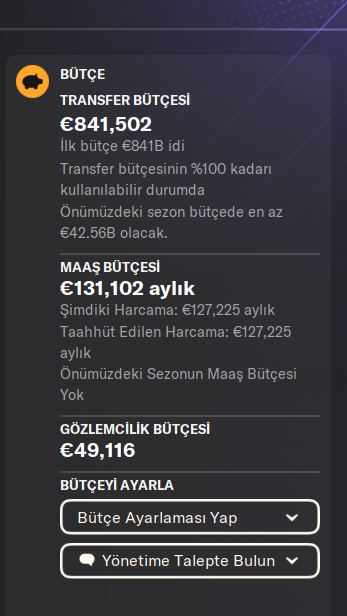 BÜTÇE
TRANSFER BÜTÇESİ
€841,502
İlk bütçe €841B idi
Transfer bütçesinin %100 kadarı
kullanılabilir durumda
Önümüzdeki sezon bütçede en az
€42.56B olacak.
MAAŞ BÜTÇESİ
€131,102 aylık
Şimdiki Harcama: €127,225 aylık
Taahhüt Edilen Harcama: €127,225
aylık
Önümüzdeki Sezonun Maaş Bütçesi
Yok
GÖZLEMCİLİK BÜTÇESİ
€49,116
BÜTÇEYİ AYARLA
Bütçe Ayarlaması Yap
Yönetime Talepte Bulun